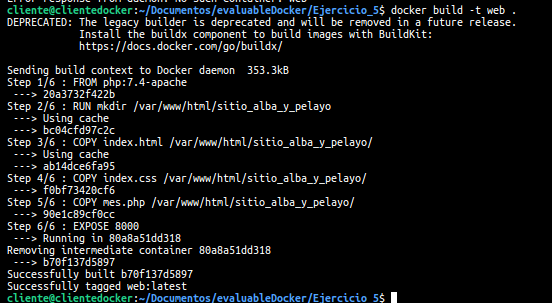 cliente@clientedocker:~/Documentos/evaluableDocker/Ejercicio_5$ docker build -t web .
DEPRECATED: The legacy builder is deprecated and will be removed in a future release.
Install the buildx component to build images with BuildKit:
https://docs.docker.com/go/buildx/
Sending build context to Docker daemon 353.3kB
Step 1/6 : FROM php:7.4-apache
---> 20a3732f422b
Step 2/6 : RUN mkdir /var/www/html/sitio_alba_y_pelayo
---> Using cache
---> bc04cfd97c2c
Step 3/6 : COPY index.html /var/www/html/sitio_alba_y_pelayo/
---> Using cache
---> ab14dce6fa95
Step 4/6 : COPY index.css /var/www/html/sitio_alba_y_pelayo/
---> f0bf73420cf6
Step 5/6 : COPY mes.php /var/www/html/sitio_alba_y_pelayo/
---> 90e1c89cf0cc
Step 6/6 : EXPOSE 8000
---> Running in 80a8a51dd318
Removing intermediate container 80a8a51dd318
---> b70f137d5897
Successfully built b70f137d5897
Successfully tagged web:latest
cliente@clientedocker:~/Documentos/evaluableDocker/Ejercicio_5$